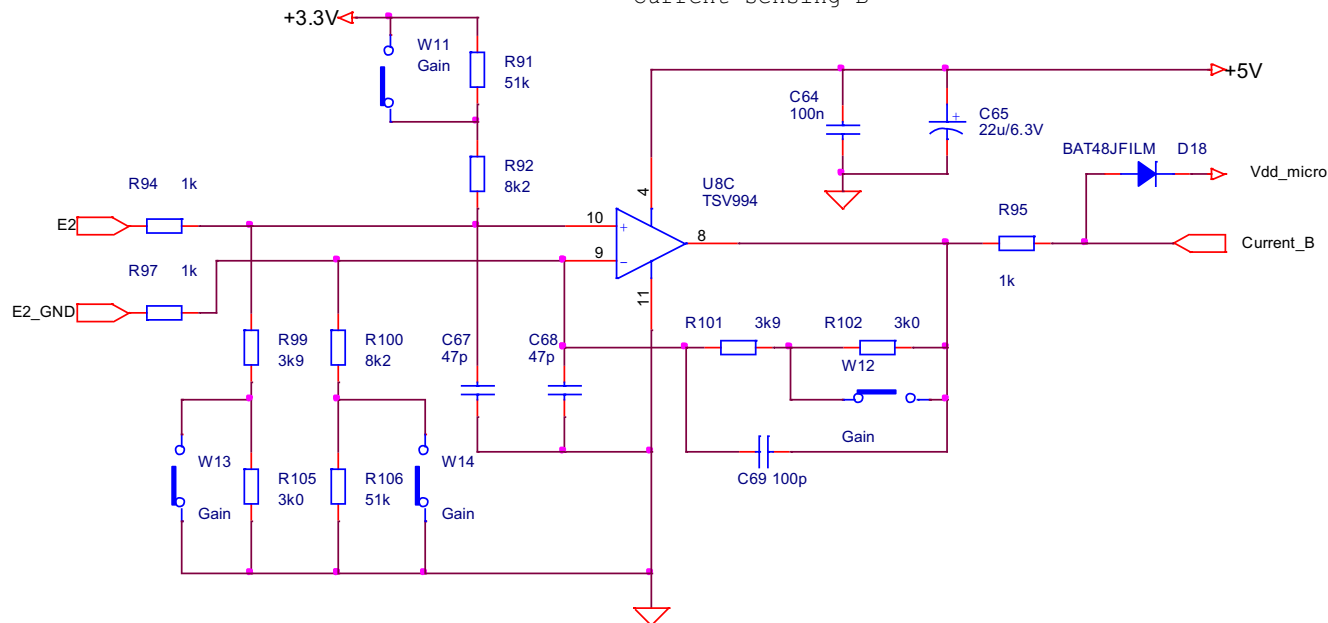 +3.3V
W11
Gain
R91
51k
+5V
C64
100n
C65
22u/6.3V
BAT48JFILM D18
Vdd_micro
R92
8k2
R94 1k
U8C
TSV994
4
E2
10
+
8
R95
Current_B
R97 1k
9
−
1k
E2_GND
11
R99
3k9
R100
8k2
C67
47p
C68
47p
R101 3k9
R102 3k0
W12
Gain
W13
R105
3k0
R106
51k
W14
C69 100p
Gain
Gain
+